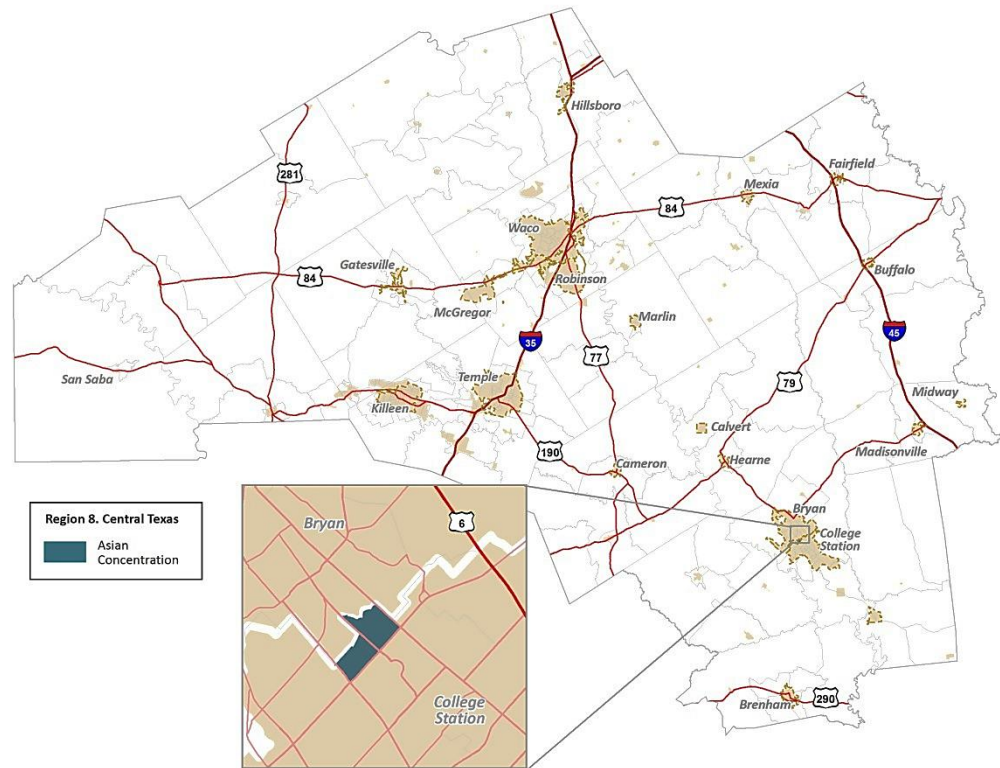 Hillsboro
281
Fairfield
Mexia
84
Waco
Gatesville
84
Robinson
Buffalo
McGregor
Marlin
35
45
77
San Saba
Temple
79
Killeen
Midway
Calvert
190
Madisonville
Cameron
Hearne
Bryan
College
Station
Region 8. Central Texas
Asian
Concentration
Bryan
6
College
Station
Brenham
290